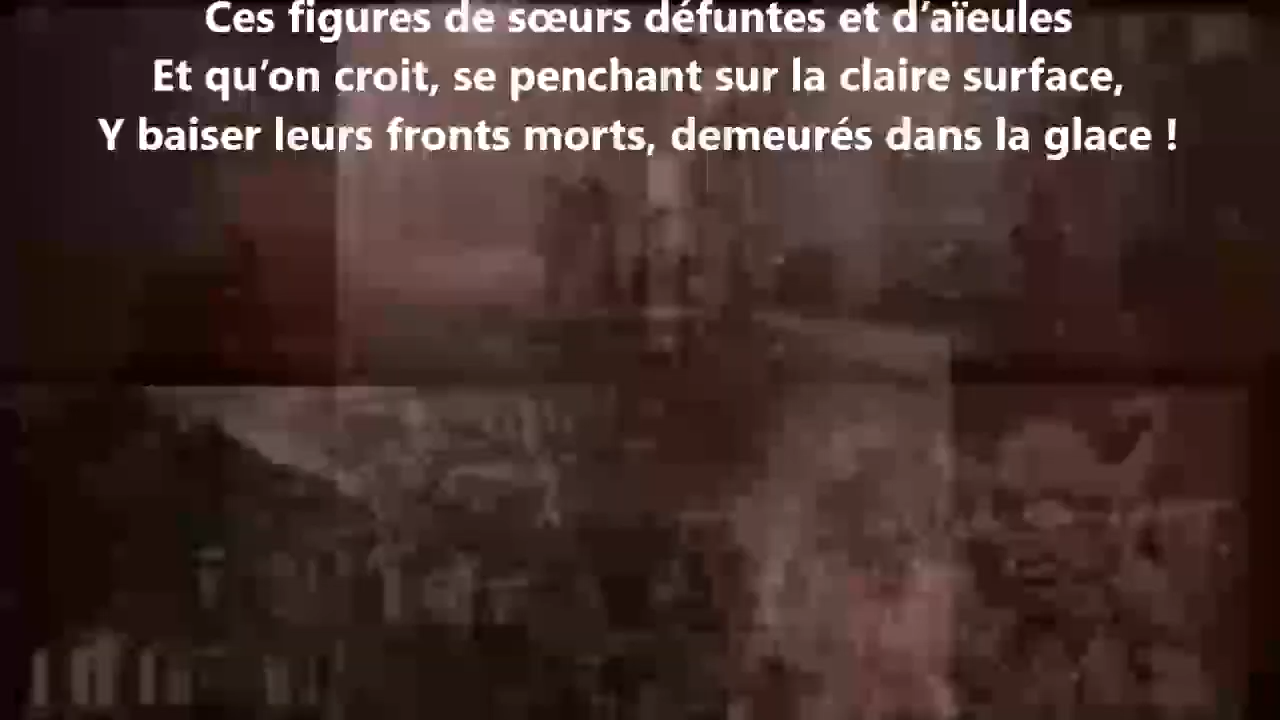 Ces figures de sœurs défuntes et d’aïeules
Et qu’on croit, se penchant sur la claire surface,
Y baiser leurs fronts morts, demeurés dans la glace !